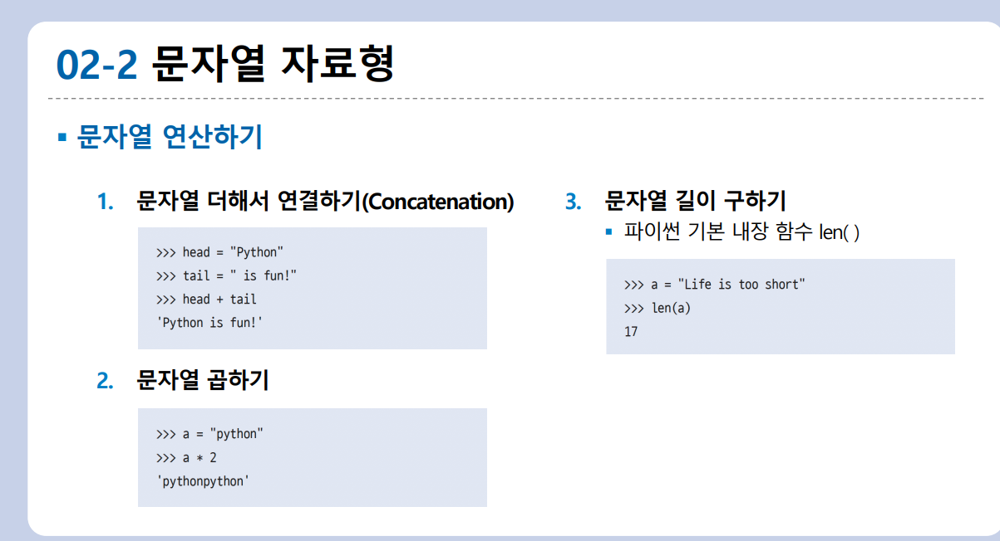 02-2 문자열 자료형
▪ 문자열 연산하기
1. 문자열 더해서 연결하기(Concatenation)
>>> head = "Python"
>>> tail = " is fun!"
>>> head + tail
'Python is fun!'
2. 문자열 곱하기
>>> a = "python"
>>> a * 2
'pythonpython'
3. 문자열 길이 구하기
▪ 파이썬 기본 내장 함수 len( )
>>> a = "Life is too short"
>>> len(a)
17